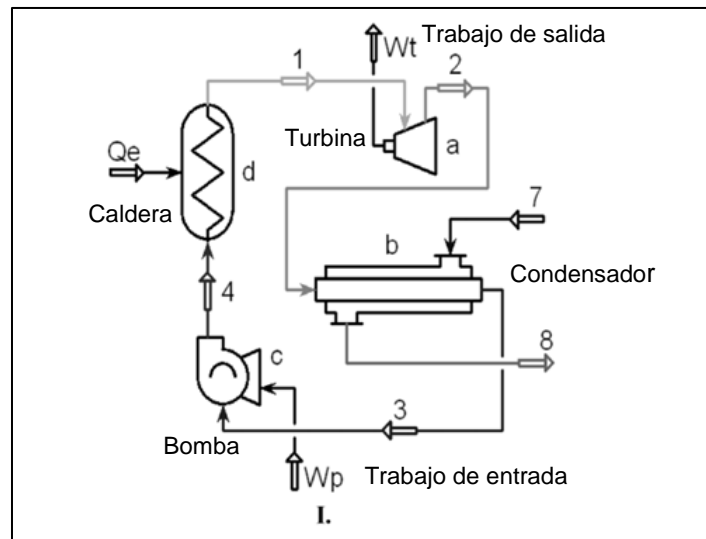 Trabajo de salida
Wt
1
2
Turbina
a
Qe
d
Caldera
7
b
Condensador
4
8
c
3
Bomba
Wp
Trabajo de entrada
I.